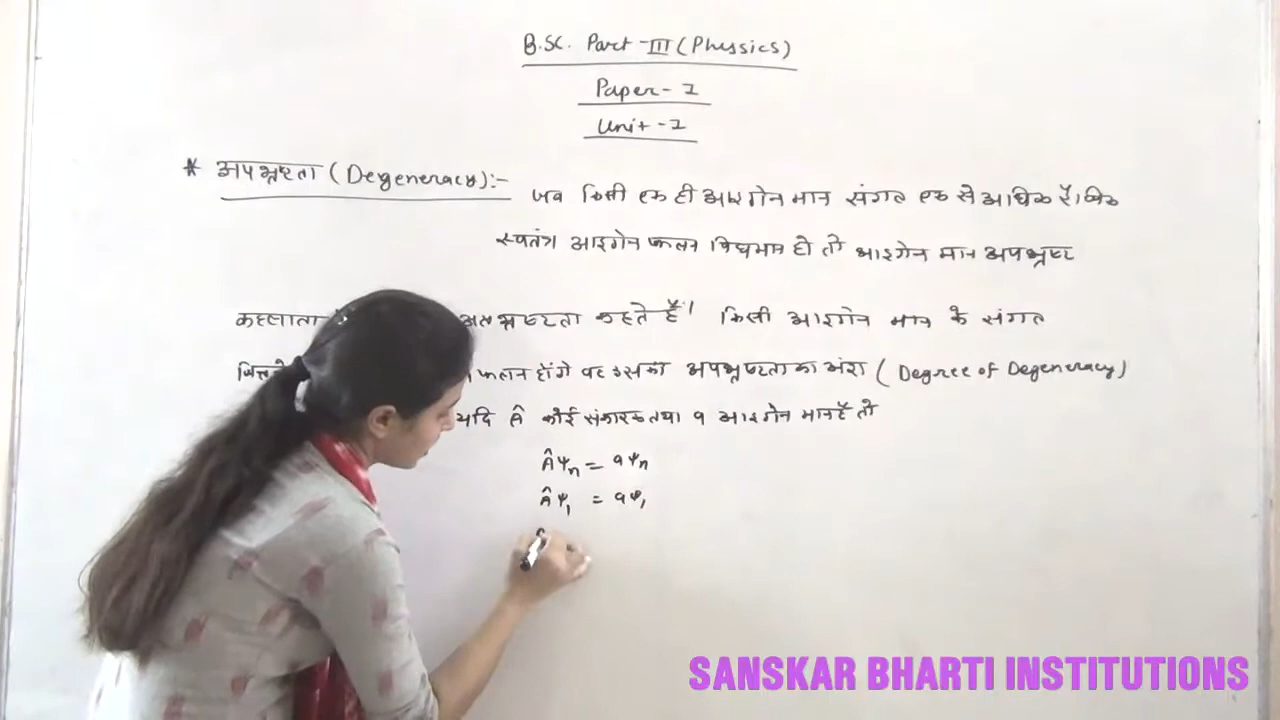 B.SC. Part-III (Physics)
Paper-I
Unit-I
* अपभ्रष्टता (Degeneracy):-
जब किसी एक ही आइगेन मान संगत एक से अधिक रैखिक
स्वतंत्र आइगेन फलन विद्यमान हो तो आइगेन मान अपभ्रष्ट
कहलाता अपभ्रष्टता कहते हैं। किसी आइगेन मान के संगत
जितने फलन होंगे वह उसका अपभ्रष्टता का अंश (Degree of Degeneracy)
यदि Â कोई संकारक तथा a आइगेन मान है तो
Âψn = aψn
Âψ1 = aψ1
SANSKAR BHARTI INSTITUTIONS